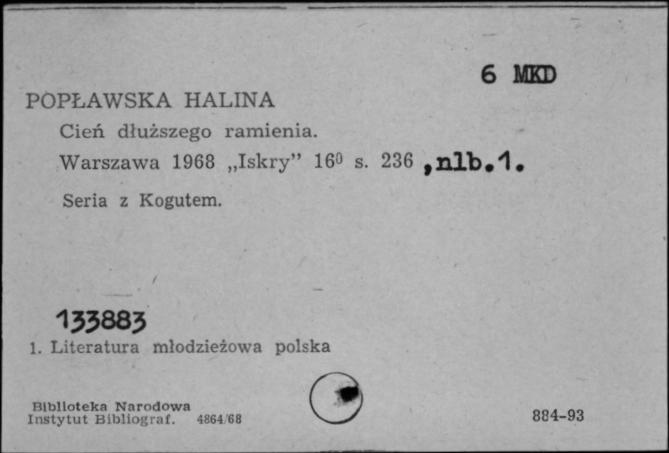 6 MKD
POPŁAWSKA HALINA
Cień dłuższego ramienia.
Warszawa 1968 „Iskry” 16⁰ s. 236 ,nlb.1.
Seria z Kogutem.
133883
1. Literatura młodzieżowa polska
Biblioteka Narodowa
Instytut Bibliograf. 4864/68
884-93